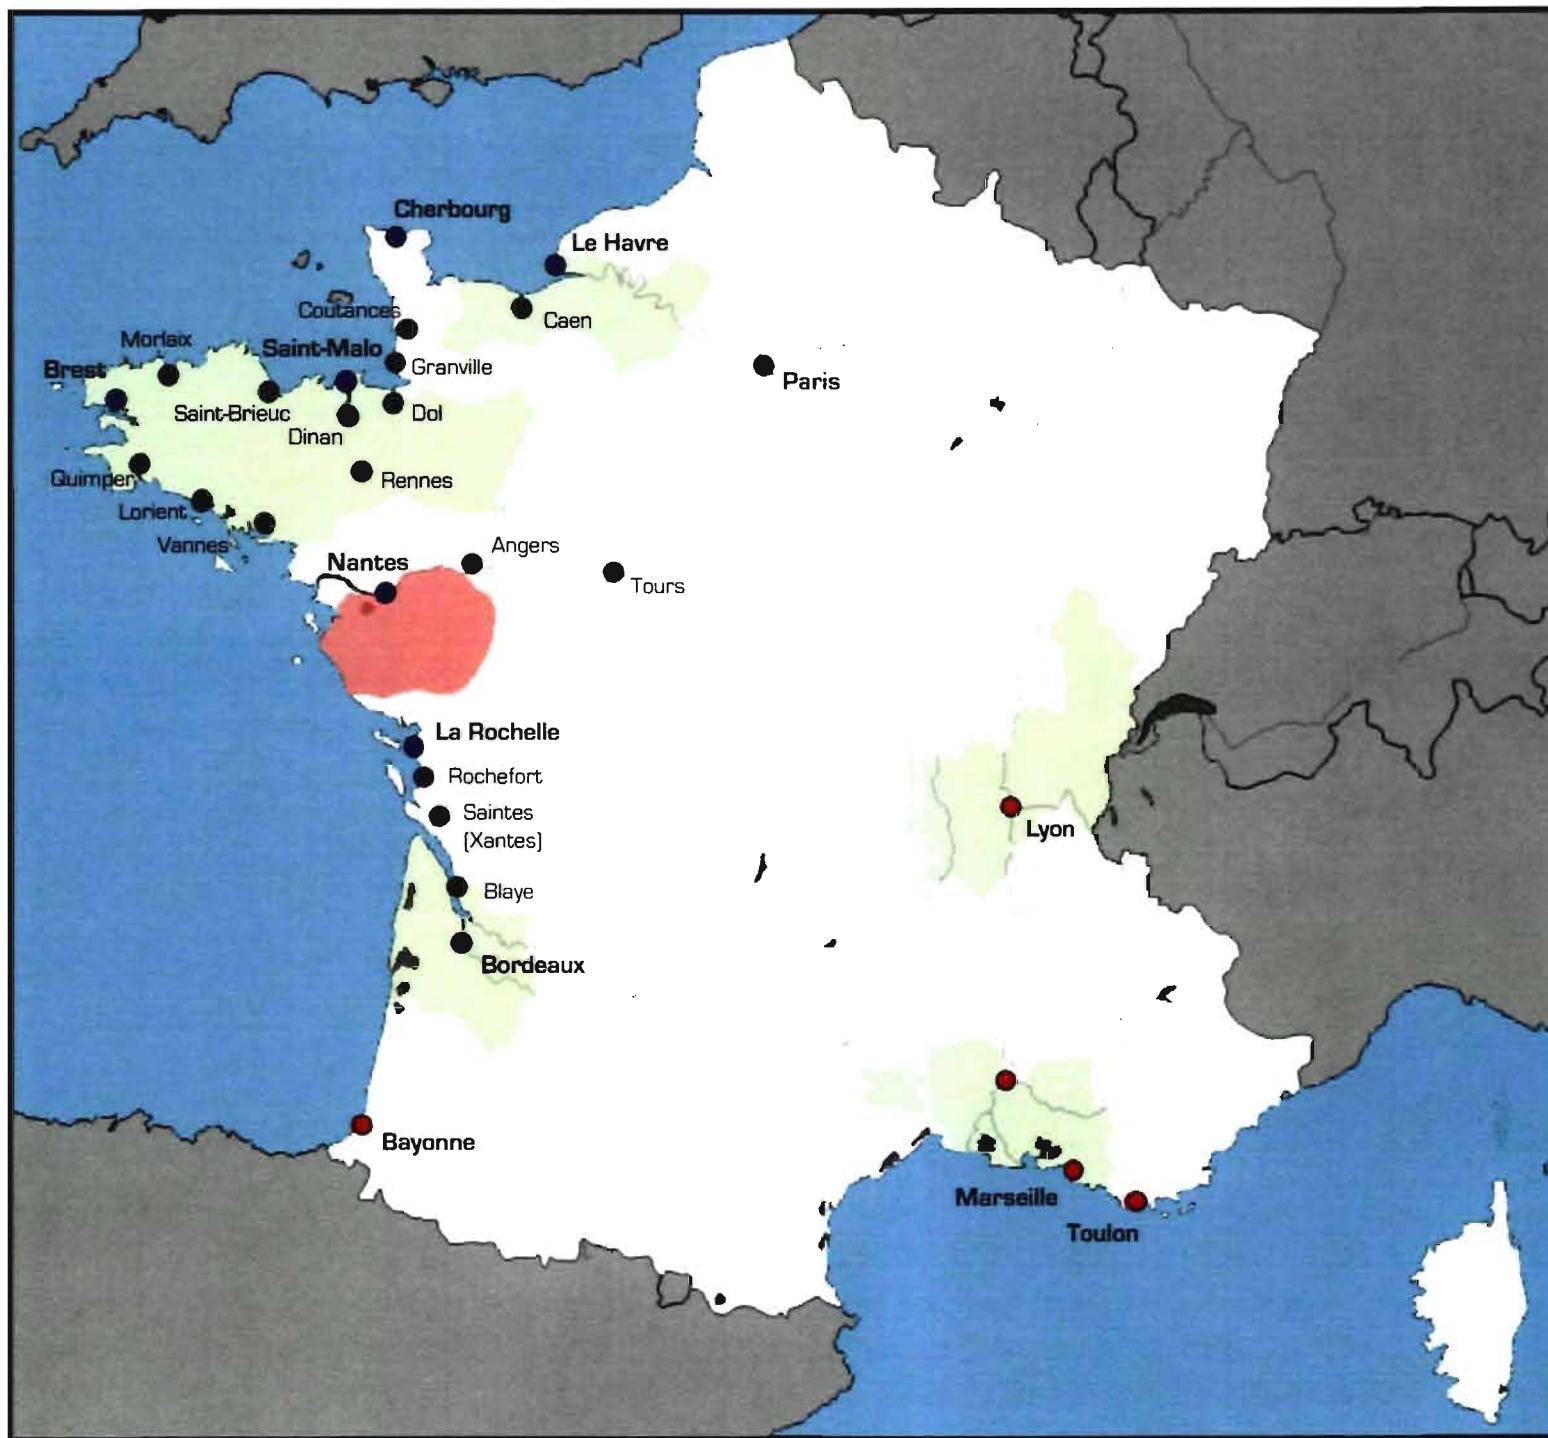 Cherbourg
Le Havre
Coutances
Caen
Morlaix
Saint-Malo
Granville
Brest
Paris
Saint-Brieuc
Dol
Dinan
Quimper
Rennes
Lorient
Vannes
Angers
Nantes
Tours
La Rochelle
Rochefort
Saintes
(Xantes)
Lyon
Blaye
Bordeaux
Bayonne
Marseille
Toulon